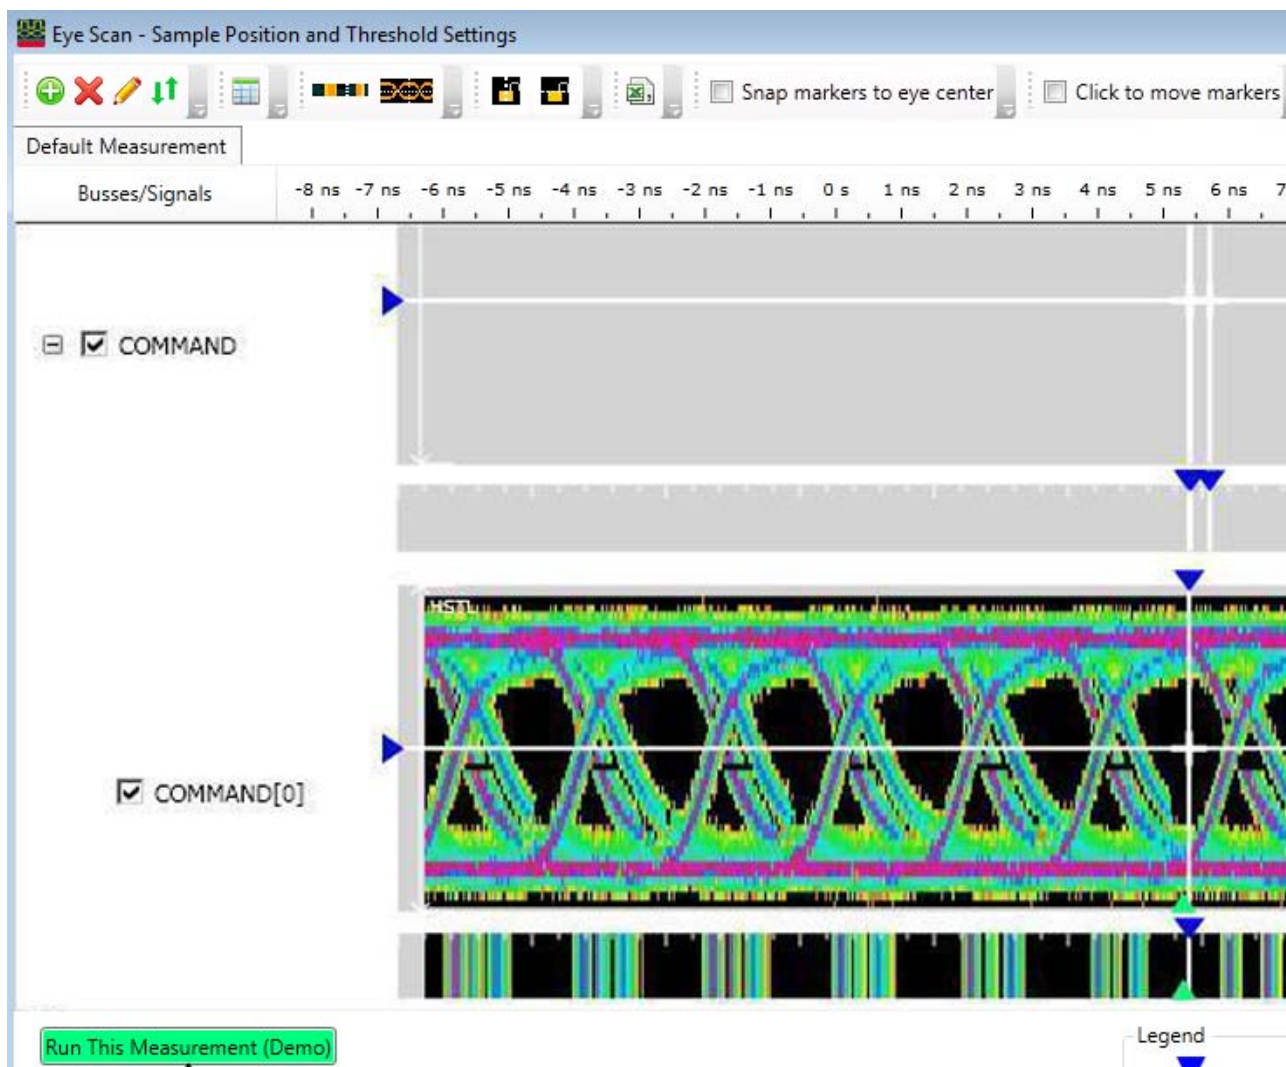 Eye Scan - Sample Position and Threshold Settings
Snap markers to eye center
Click to move markers
Default Measurement
Busses/Signals -8 ns -7 ns -6 ns -5 ns -4 ns -3 ns -2 ns -1 ns 0 s 1 ns 2 ns 3 ns 4 ns 5 ns 6 ns 7
COMMAND
HSTL
COMMAND[0]
Run This Measurement (Demo)
Legend